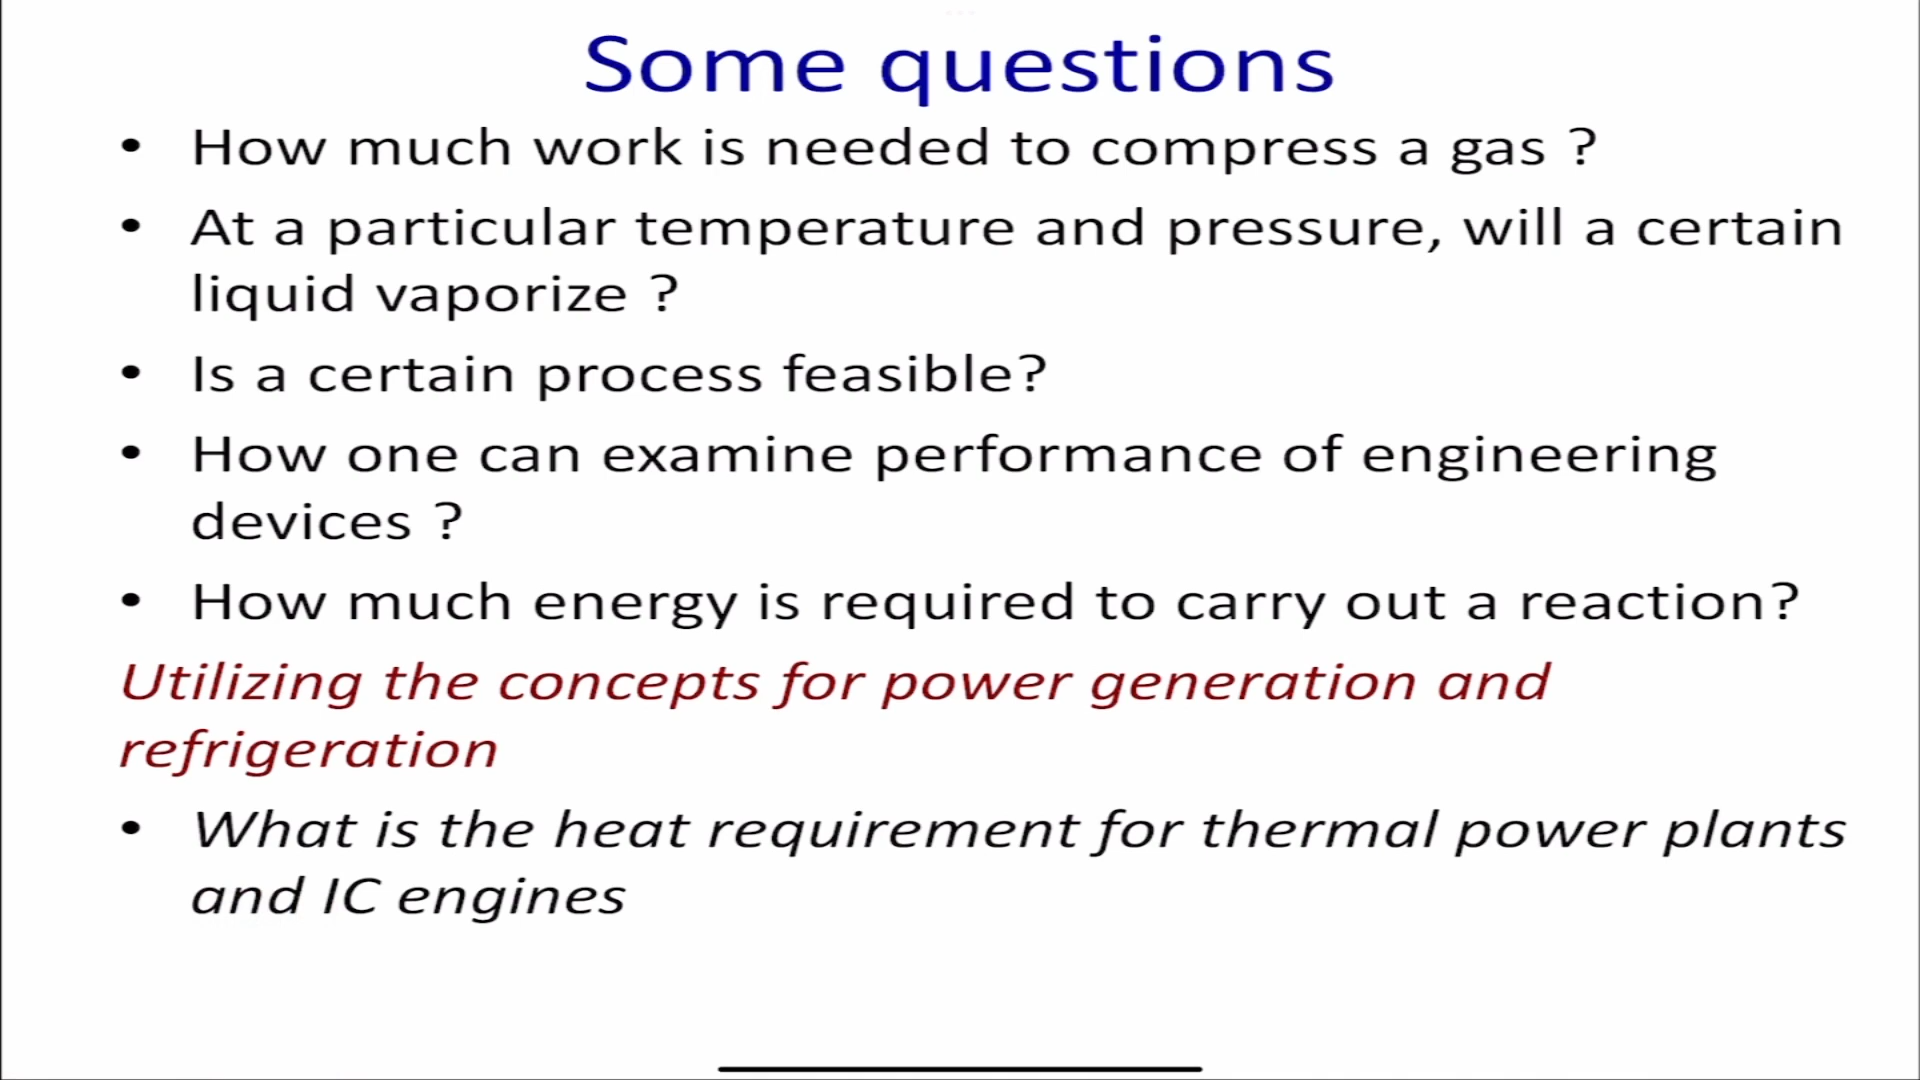 Some questions
• How much work is needed to compress a gas ?
• At a particular temperature and pressure, will a certain
liquid vaporize ?
• Is a certain process feasible?
• How one can examine performance of engineering
devices ?
• How much energy is required to carry out a reaction?
Utilizing the concepts for power generation and
refrigeration
• What is the heat requirement for thermal power plants
and IC engines